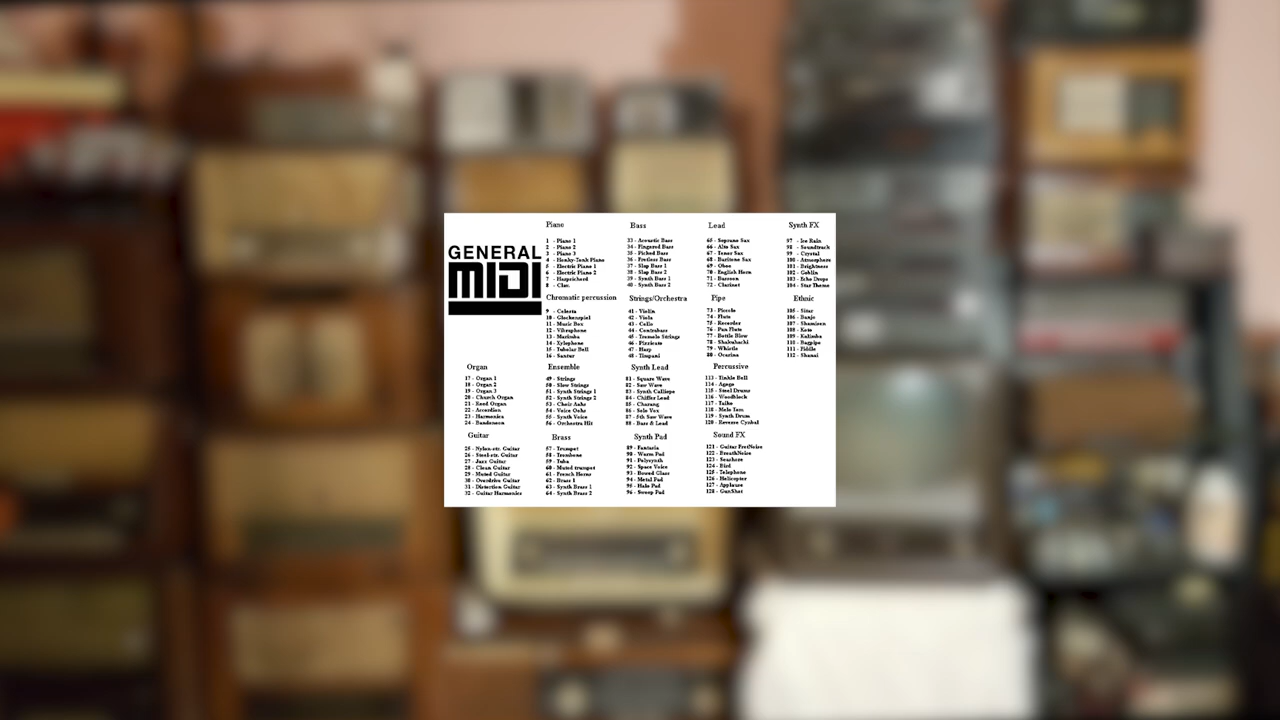 GENERAL
MIDI
Piano
1 - Piano 1
2 - Piano 2
3 - Piano 3
4 - Honky-Tonk Piano
5 - Electric Piano 1
6 - Electric Piano 2
7 - Harpsichord
8 - Clav.
Bass
33 - Acoustic Bass
34 - Fingered Bass
35 - Picked Bass
36 - Fretless Bass
37 - Slap Bass 1
38 - Slap Bass 2
39 - Synth Bass 1
40 - Synth Bass 2
Lead
65 - Soprano Sax
66 - Alto Sax
67 - Tenor Sax
68 - Baritone Sax
69 - Oboe
70 - English Horn
71 - Bassoon
72 - Clarinet
Synth FX
97 - Ice Rain
98 - Soundtrack
99 - Crystal
100 - Atmosphere
101 - Brightness
102 - Goblin
103 - Echo Drops
104 - Star Theme
Chromatic percussion
9 - Celesta
10 - Glockenspiel
11 - Music Box
12 - Vibraphone
13 - Marimba
14 - Xylophone
15 - Tubular Bell
16 - Santur
Strings/Orchestra
41 - Violin
42 - Viola
43 - Cello
44 - Contrabass
45 - Tremolo Strings
46 - Pizzicato
47 - Harp
48 - Timpani
Pipe
73 - Piccolo
74 - Flute
75 - Recorder
76 - Pan Flute
77 - Bottle Blow
78 - Shakuhachi
79 - Whistle
80 - Ocarina
Ethnic
105 - Sitar
106 - Banjo
107 - Shamisen
108 - Koto
109 - Kalimba
110 - Bagpipe
111 - Fiddle
112 - Shanai
Organ
17 - Organ 1
18 - Organ 2
19 - Organ 3
20 - Church Organ
21 - Reed Organ
22 - Accordion
23 - Harmonica
24 - Bandoneon
Ensemble
49 - Strings
50 - Slow Strings
51 - Synth Strings 1
52 - Synth Strings 2
53 - Choir Aahs
54 - Voice Oohs
55 - Synth Voice
56 - Orchestra Hit
Synth Lead
81 - Square Wave
82 - Saw Wave
83 - Synth Calliope
84 - Chiffer Lead
85 - Charang
86 - Solo Vox
87 - 5th Saw Wave
88 - Bass & Lead
Percussive
113 - Tinkle Bell
114 - Agogo
115 - Steel Drums
116 - Woodblock
117 - Taiko
118 - Melo Tom
119 - Synth Drum
120 - Reverse Cymbal
Guitar
25 - Nylon-str. Guitar
26 - Steel-str. Guitar
27 - Jazz Guitar
28 - Clean Guitar
29 - Muted Guitar
30 - Overdrive Guitar
31 - Distortion Guitar
32 - Guitar Harmonics
Brass
57 - Trumpet
58 - Trombone
59 - Tuba
60 - Muted trumpet
61 - French Horns
62 - Brass 1
63 - Synth Brass 1
64 - Synth Brass 2
Synth Pad
89 - Fantasia
90 - Warm Pad
91 - Polysynth
92 - Space Voice
93 - Bowed Glass
94 - Metal Pad
95 - Halo Pad
96 - Sweep Pad
Sound FX
121 - Guitar FretNoise
122 - BreathNoise
123 - Seashore
124 - Bird
125 - Telephone
126 - Helicopter
127 - Applause
128 - GunShot